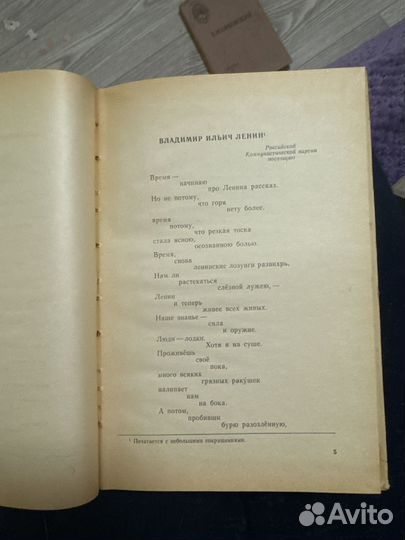 ВЛАДИМИР ИЛЬИЧ ЛЕНИН¹
Российской
Коммунистической партии
посвящаю
Время —
начинаю
про Ленина рассказ.
Но не потому,
что горя
нету более,
время
потому,
что резкая тоска
стала ясною,
осознанною болью.
Время,
снова
ленинские лозунги развихрь.
Нам ли
растекаться
слёзной лужею, —
Ленин
и теперь
живее всех живых.
Наше знанье —
сила
и оружие.
Люди — лодки.
Хотя и на суше.
Проживёшь
своё
пока,
много всяких
грязных ракушек
налипает
нам
на бока.
А потом,
пробивши
бурю разозлённую,
¹ Печатается с небольшими сокращениями.
5
Avito